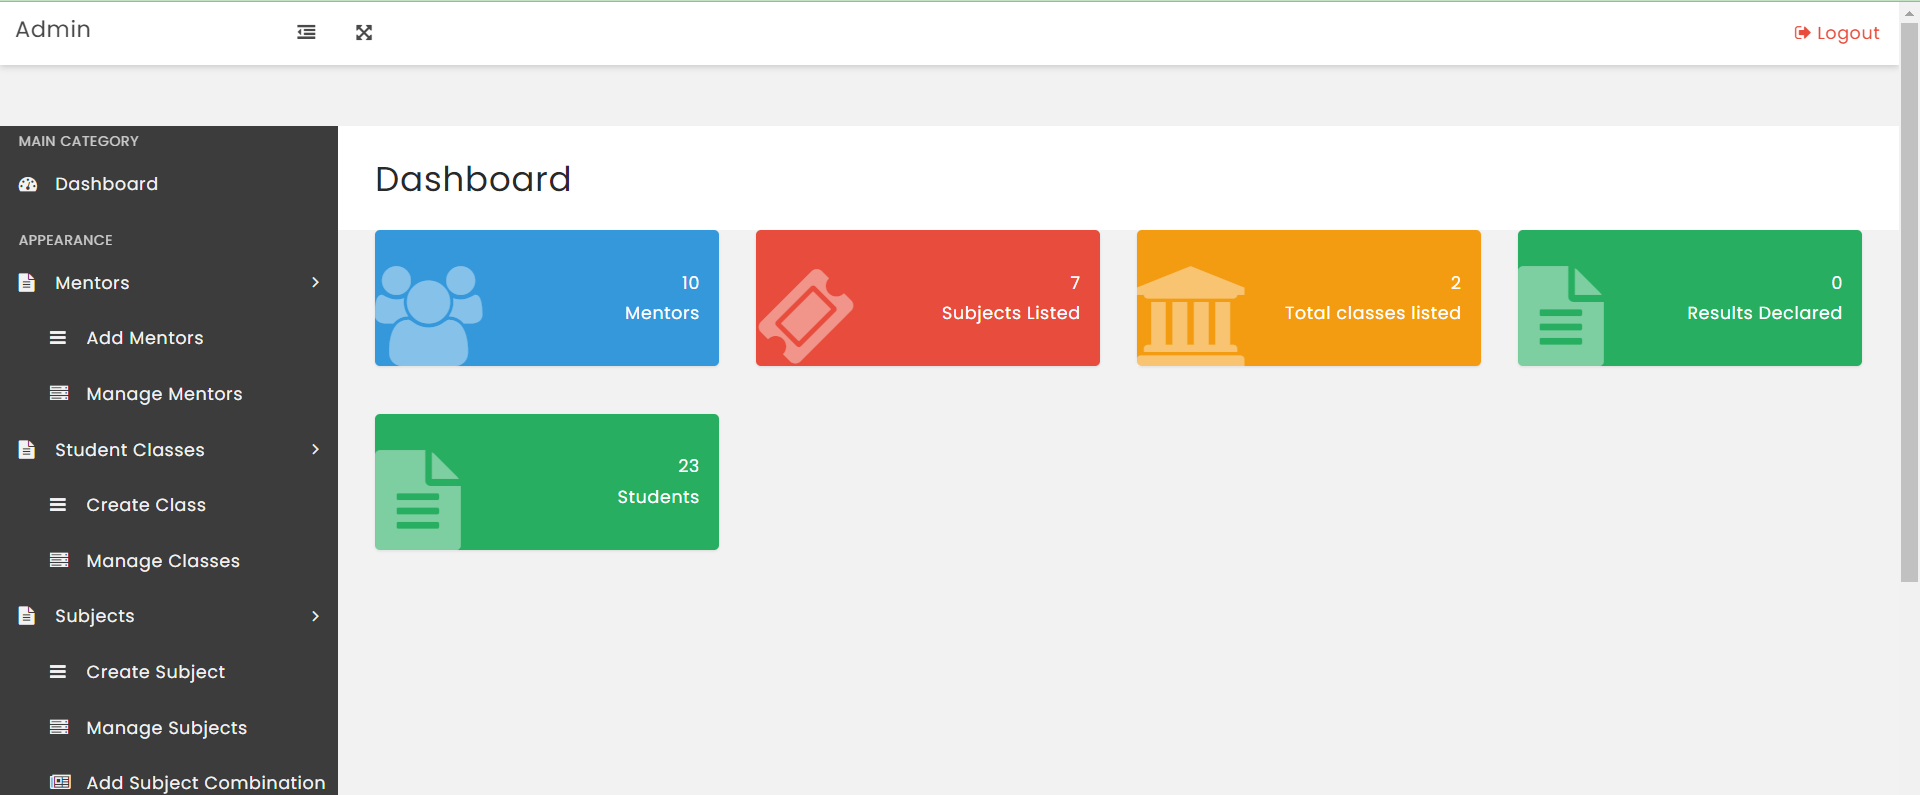 Admin
Logout
MAIN CATEGORY
Dashboard
APPEARANCE
Mentors
Add Mentors
Manage Mentors
Student Classes
Create Class
Manage Classes
Subjects
Create Subject
Manage Subjects
Add Subject Combination
Dashboard
10
Mentors
7
Subjects Listed
2
Total classes listed
0
Results Declared
23
Students